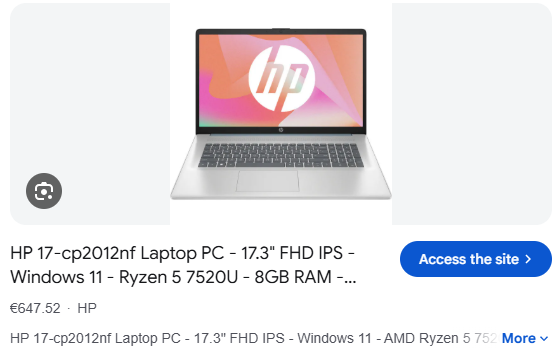 hp
HP 17-cp2012nf Laptop PC - 17.3" FHD IPS -
Windows 11 - Ryzen 5 7520U - 8GB RAM -...
Access the site
€647.52 · HP
HP 17-cp2012nf Laptop PC - 17.3" FHD IPS - Windows 11 - AMD Ryzen 5 752
More